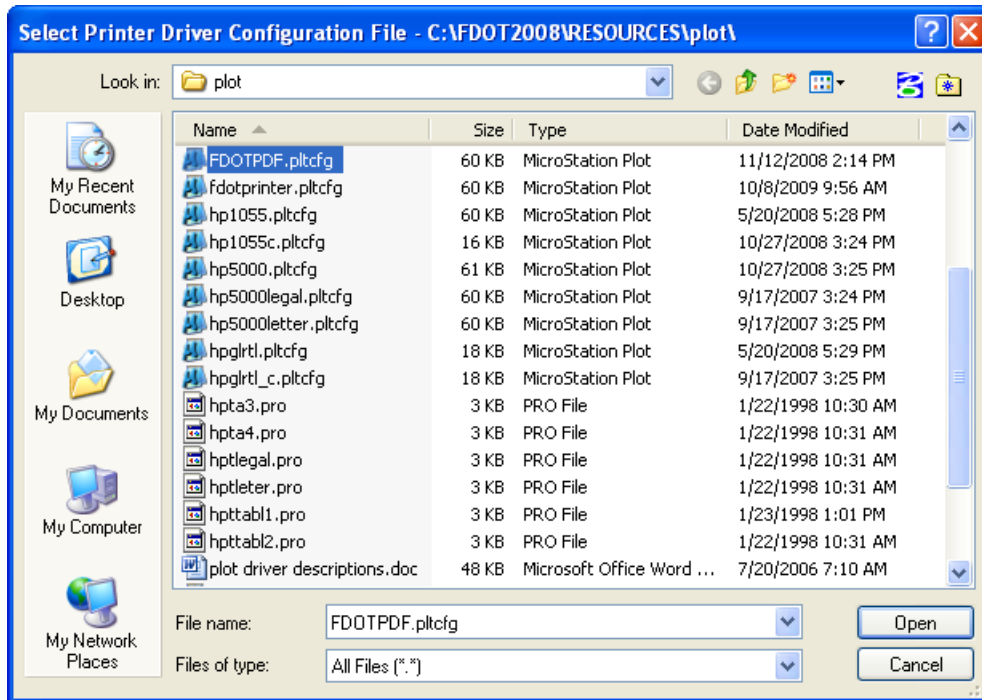 Select Printer Driver Configuration File - C:\FDOT2008\RESOURCES\plot\
Look in: plot
Name Size Type Date Modified
FDOTPDF.pltcfg 60 KB MicroStation Plot 11/12/2008 2:14 PM
fdotprinter.pltcfg 60 KB MicroStation Plot 10/8/2009 9:56 AM
hp1055.pltcfg 60 KB MicroStation Plot 5/20/2008 5:28 PM
hp1055c.pltcfg 16 KB MicroStation Plot 10/27/2008 3:24 PM
hp5000.pltcfg 61 KB MicroStation Plot 10/27/2008 3:25 PM
hp5000legal.pltcfg 60 KB MicroStation Plot 9/17/2007 3:24 PM
hp5000letter.pltcfg 60 KB MicroStation Plot 9/17/2007 3:25 PM
hpglrtl.pltcfg 18 KB MicroStation Plot 5/20/2008 5:29 PM
hpglrtl_c.pltcfg 18 KB MicroStation Plot 9/17/2007 3:25 PM
hpta3.pro 3 KB PRO File 1/22/1998 10:30 AM
hpta4.pro 3 KB PRO File 1/22/1998 10:31 AM
hptlegal.pro 3 KB PRO File 1/22/1998 10:31 AM
hptleter.pro 3 KB PRO File 1/22/1998 10:31 AM
hpttabl1.pro 3 KB PRO File 1/23/1998 1:01 PM
hpttabl2.pro 3 KB PRO File 1/22/1998 10:31 AM
plot driver descriptions.doc 48 KB Microsoft Office Word ... 7/20/2006 7:10 AM
My Recent
Documents
Desktop
My Documents
My Computer
My Network
Places
File name: FDOTPDF.pltcfg Open
Files of type: All Files (*.*) Cancel